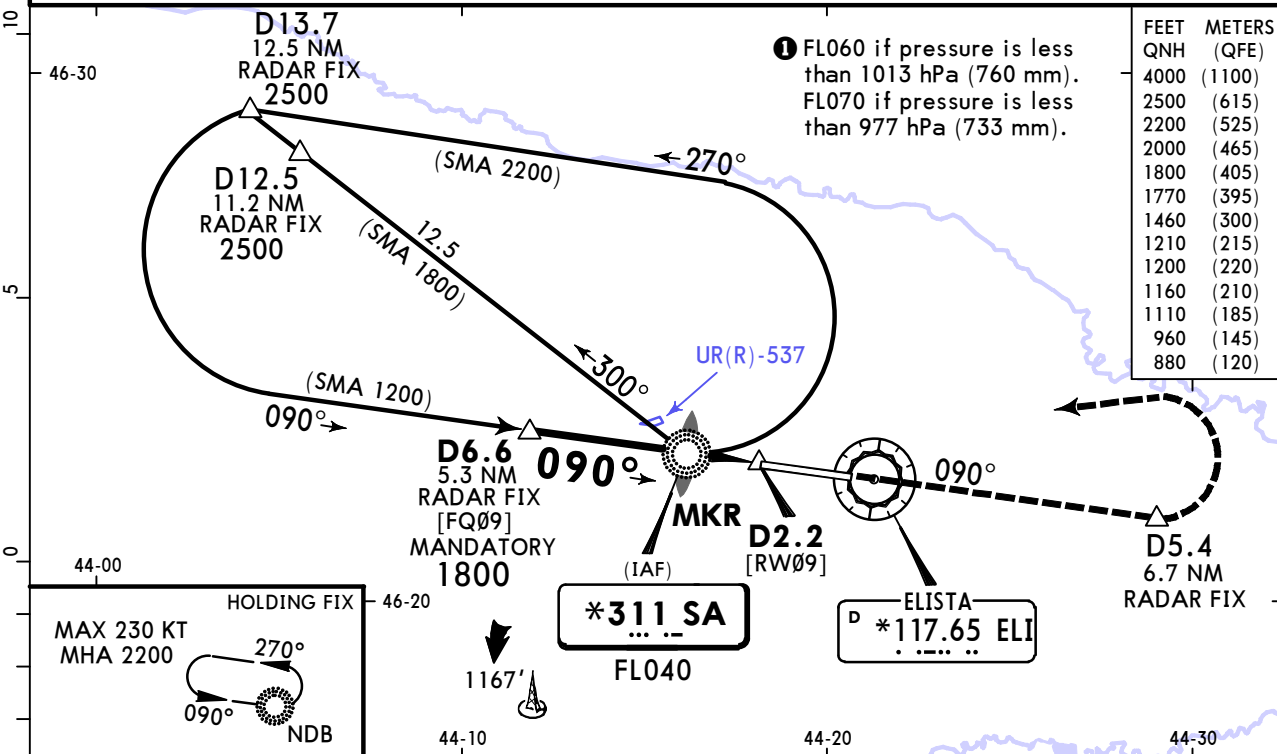 10
D13.7
12.5 NM
RADAR FIX
2500
46-30
❶ FL060 if pressure is less
than 1013 hPa (760 mm).
FL070 if pressure is less
than 977 hPa (733 mm).
FEET METERS
QNH (QFE)
4000 (1100)
2500 (615)
2200 (525)
2000 (465)
1800 (405)
1770 (395)
1460 (300)
1210 (215)
1200 (220)
1160 (210)
1110 (185)
960 (145)
880 (120)
(SMA 2200)
270°
D12.5
11.2 NM
RADAR FIX
2500
12.5
(SMA 1800)
5
300°
UR(R)-537
(SMA 1200)
090°
D6.6
5.3 NM
RADAR FIX
[FQØ9]
MANDATORY
1800
090°
MKR
D2.2
[RWØ9]
090°
D5.4
6.7 NM
RADAR FIX
0
44-00
(IAF)
*311 SA
... .–
FL040
ELISTA
D *117.65 ELI
. .–.. ..
46-20
HOLDING FIX
MAX 230 KT
MHA 2200
270°
090°
NDB
1167'
44-10
44-20
44-30